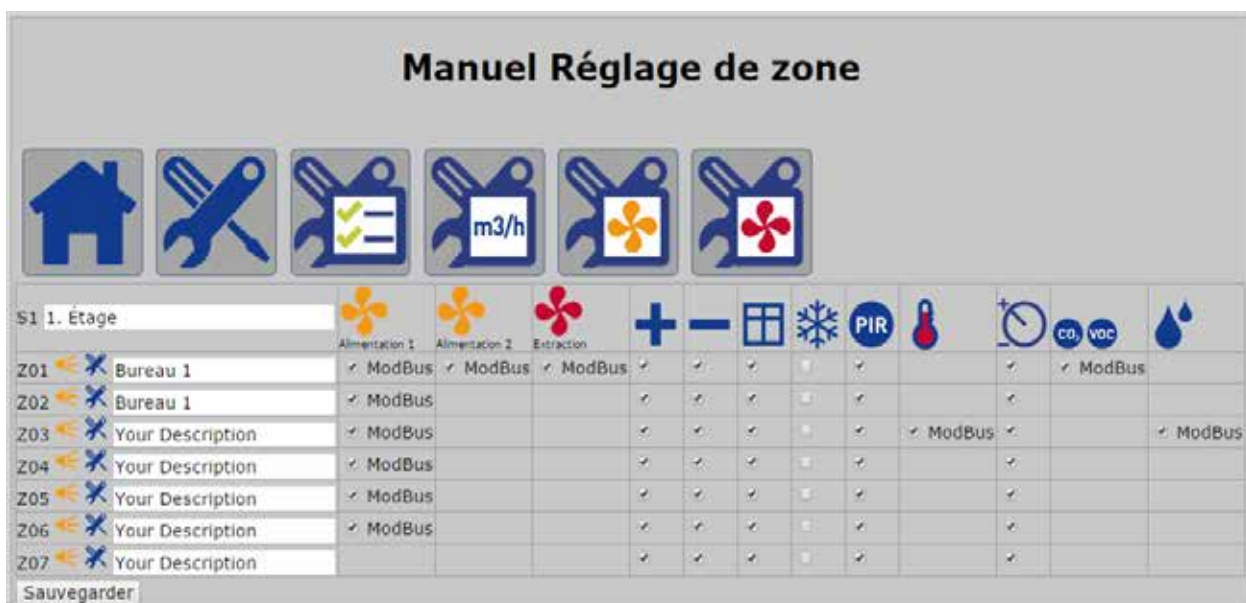 Manuel Réglage de zone
m3/h
S1 1. Étage
Alimentation 1 Alimentation 2 Extraction PIR CO₂ VOC
Z01 Bureau 1 ModBus ModBus ModBus ModBus
Z02 Bureau 1 ModBus
Z03 Your Description ModBus ModBus ModBus
Z04 Your Description ModBus
Z05 Your Description ModBus
Z06 Your Description ModBus
Z07 Your Description
Sauvegarder